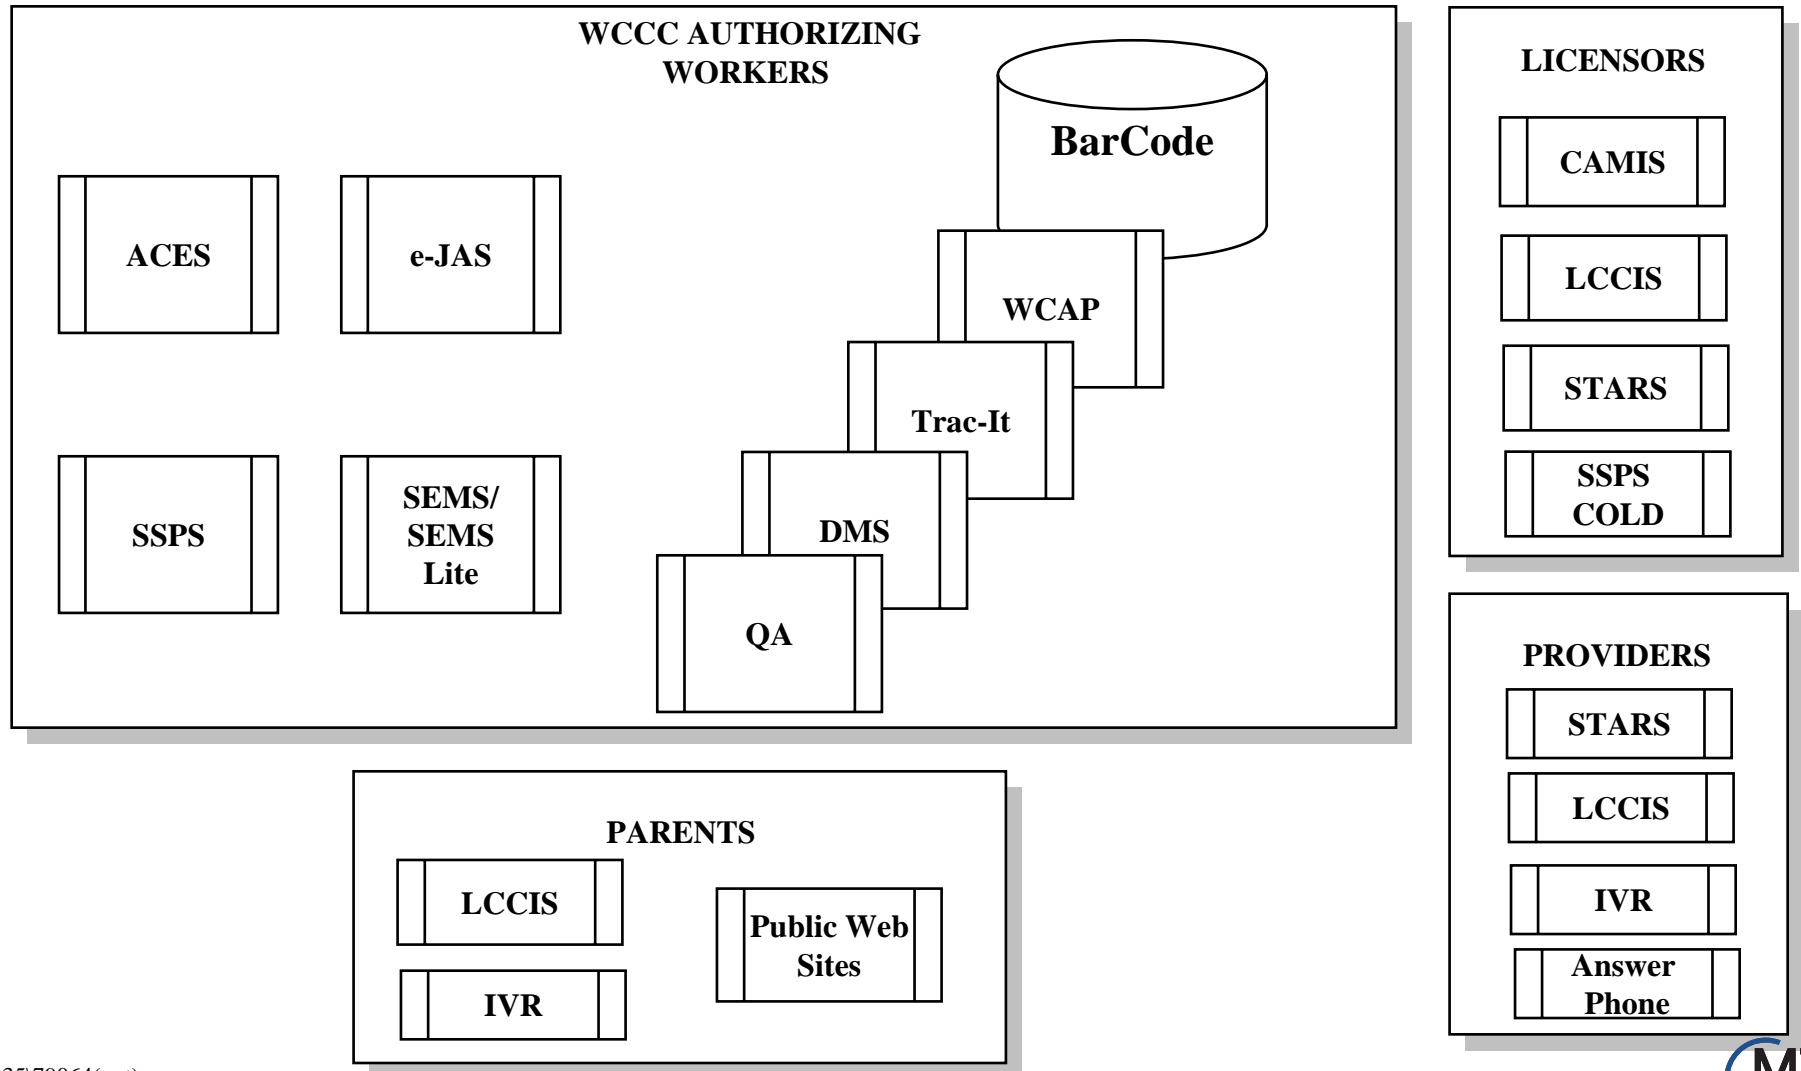 WCCC AUTHORIZING
WORKERS
BarCode
ACES
e-JAS
WCAP
Trac-It
SSPS
SEMS/
SEMS
Lite
DMS
QA
LICENSORS
CAMIS
LCCIS
STARS
SSPS
COLD
PROVIDERS
STARS
LCCIS
IVR
Answer
Phone
PARENTS
LCCIS
Public Web
Sites
IVR